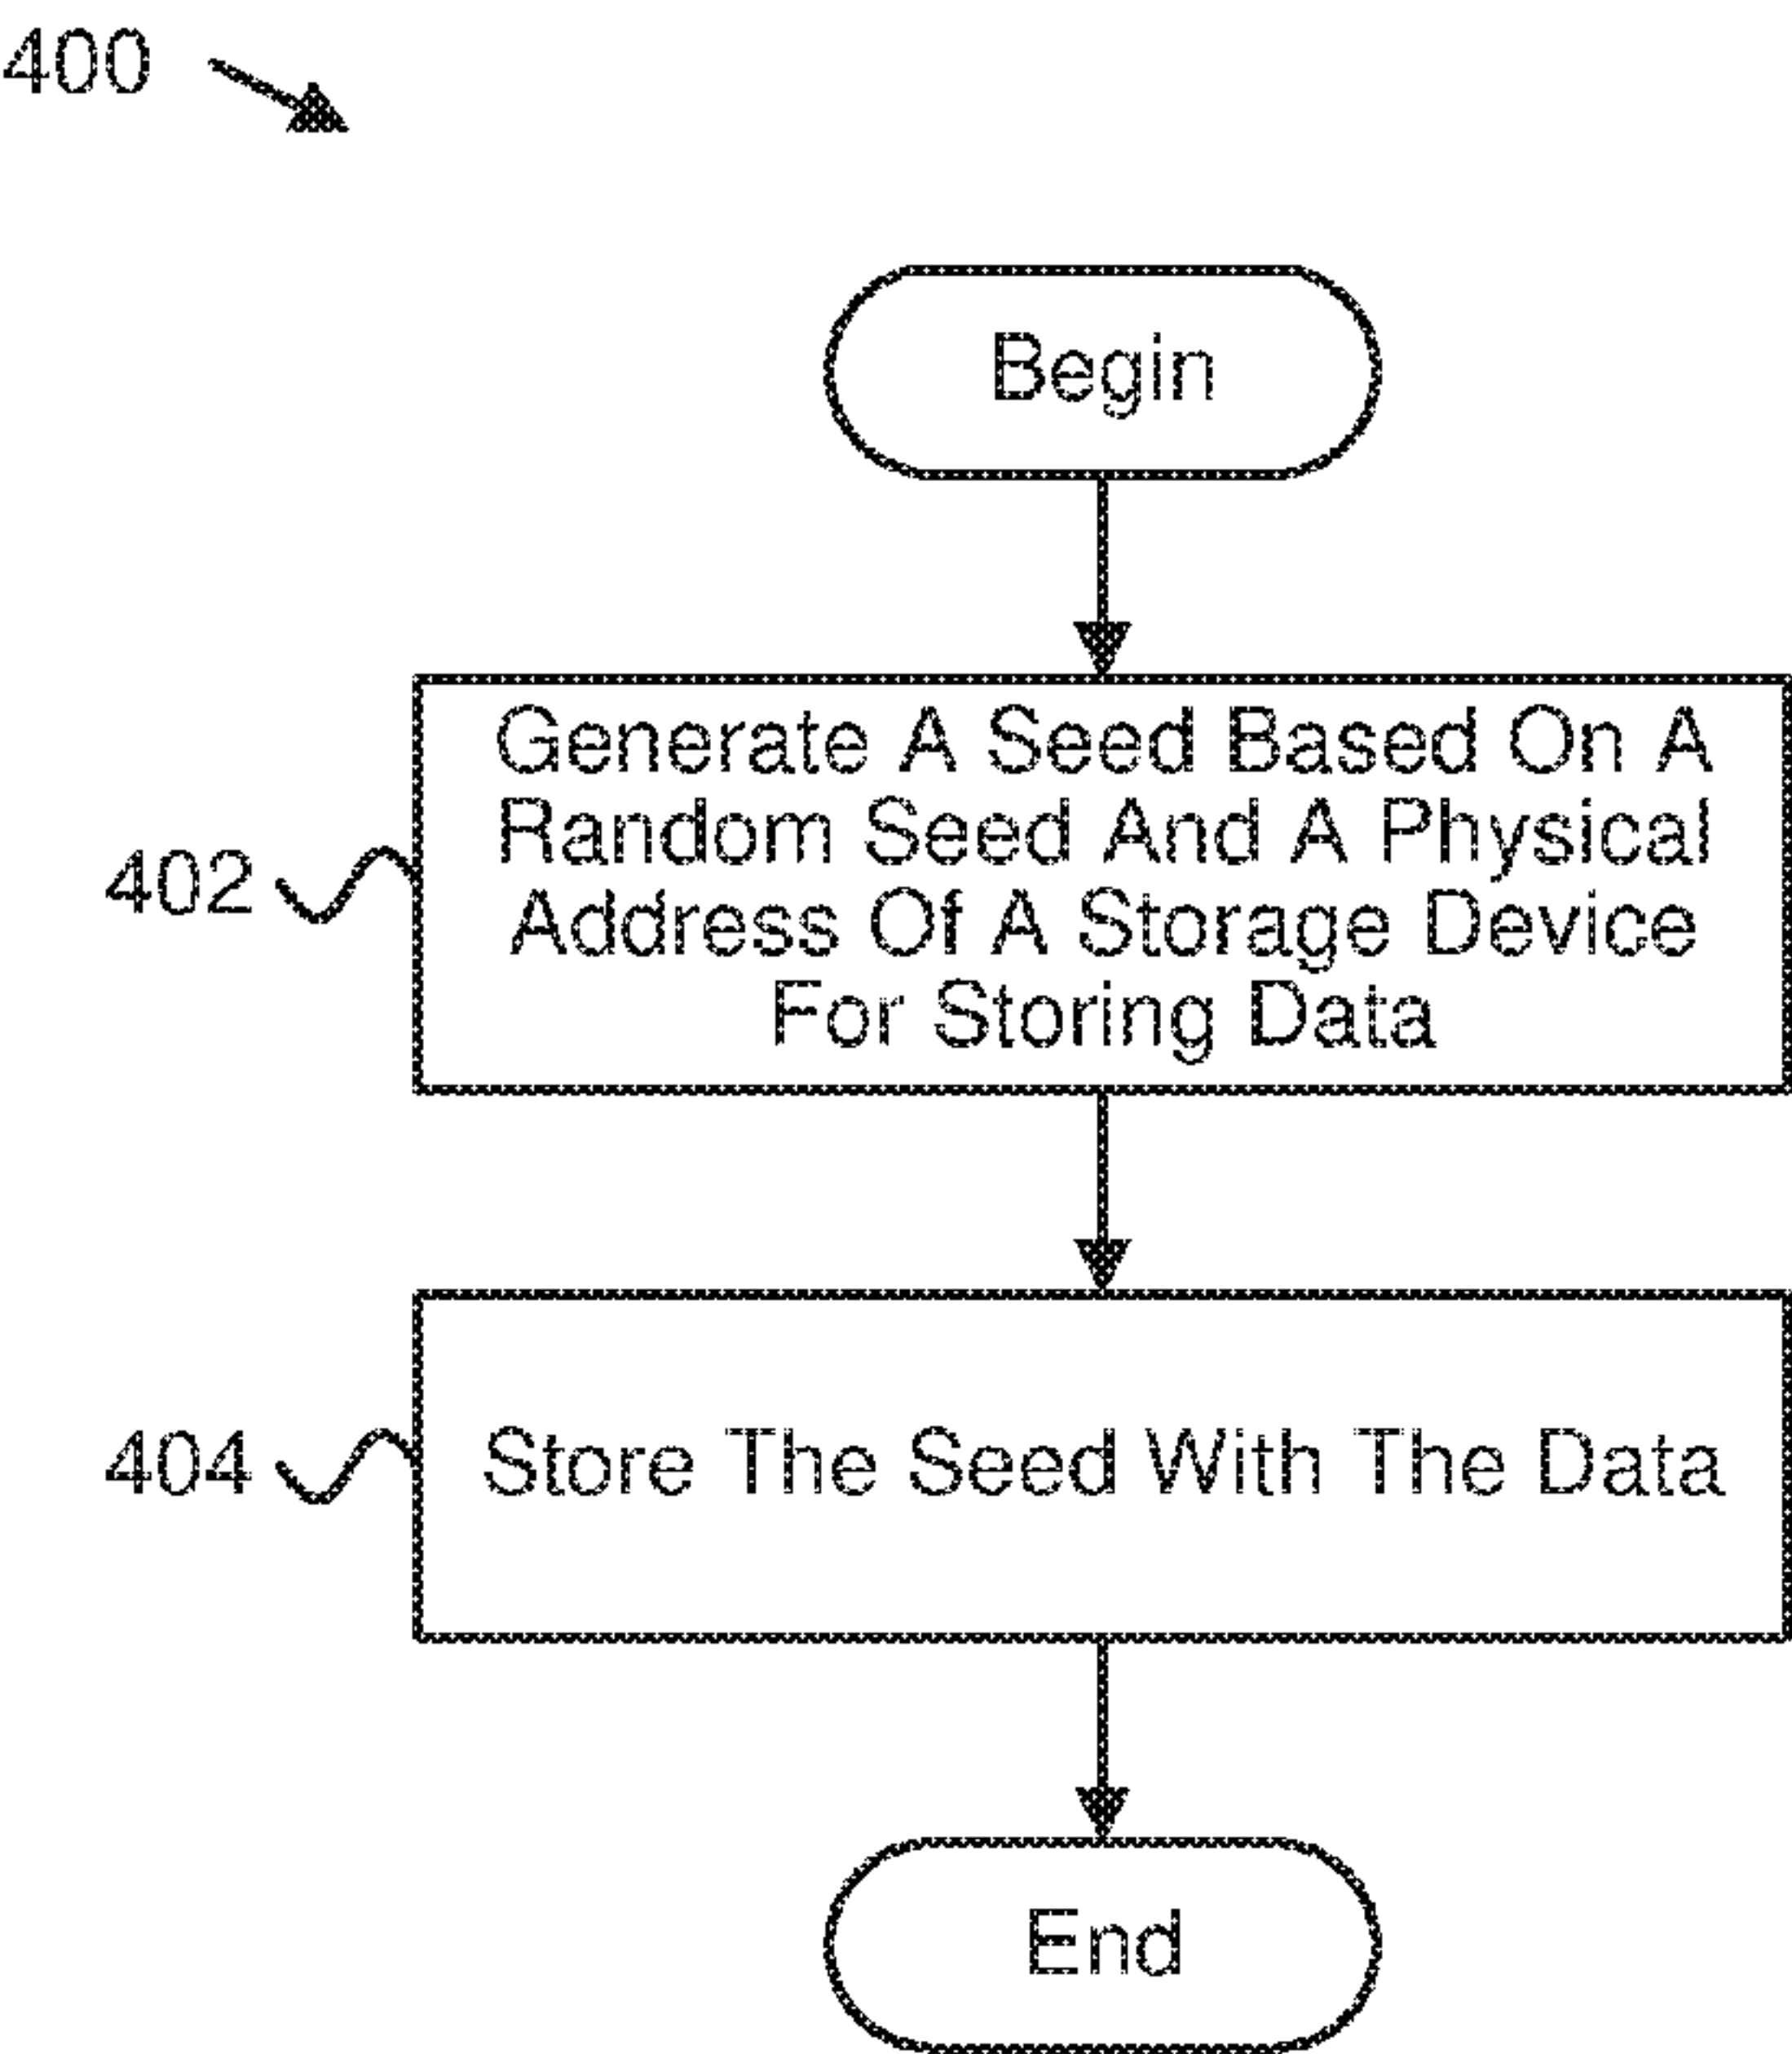 400
Begin
Generate A Seed Based On A
Random Seed And A Physical
Address Of A Storage Device
For Storing Data
402
Store The Seed With The Data
404
End